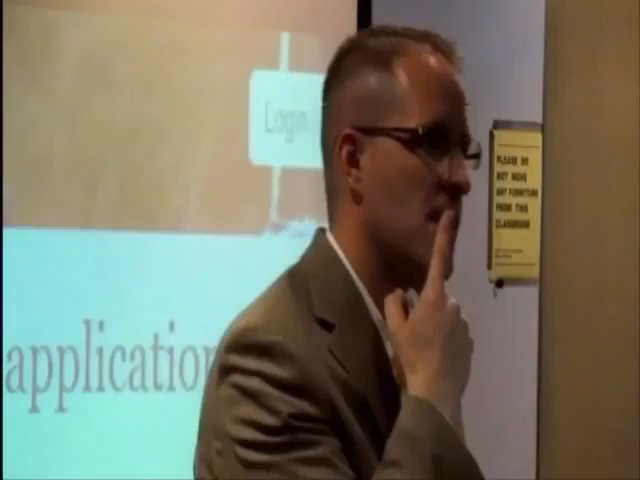 Login
application
PLEASE DO
NOT MOVE
ANY FURNITURE
FROM THIS
CLASSROOM